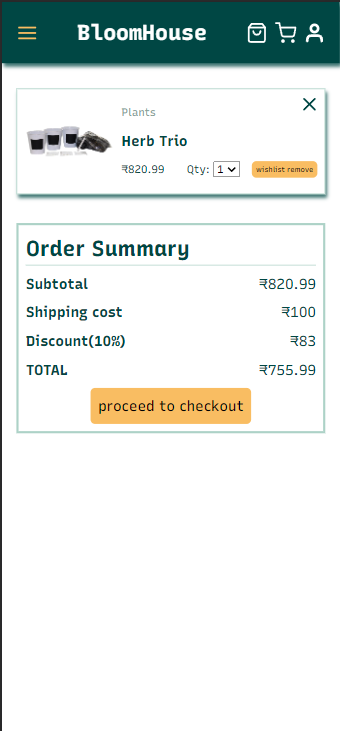 BloomHouse
Plants
Herb Trio
₹820.99 Qty: 1 wishlist remove
Order Summary
Subtotal ₹820.99
Shipping cost ₹100
Discount(10%) ₹83
TOTAL ₹755.99
proceed to checkout